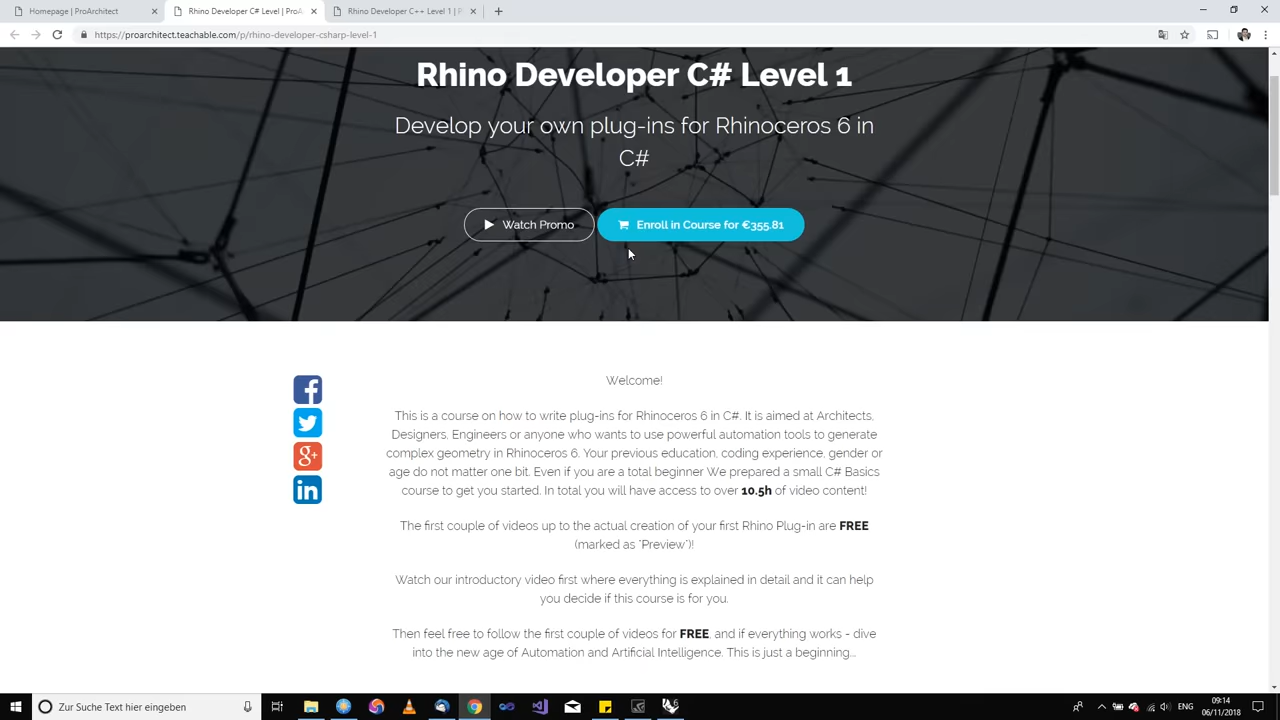 Homepage | ProArchitect
Rhino Developer C# Level | ProA
Rhino Developer C++ Level 1 | P
https://proarchitect.teachable.com/p/rhino-developer-csharp-level-1
Rhino Developer C# Level 1
Develop your own plug-ins for Rhinoceros 6 in
C#
Watch Promo
Enroll in Course for €355.81
Welcome!
This is a course on how to write plug-ins for Rhinoceros 6 in C#. It is aimed at Architects,
Designers, Engineers or anyone who wants to use powerful automation tools to generate
complex geometry in Rhinoceros 6. Your previous education, coding experience, gender or
age do not matter one bit. Even if you are a total beginner We prepared a small C# Basics
course to get you started. In total you will have access to over 10.5h of video content!
The first couple of videos up to the actual creation of your first Rhino Plug-in are FREE
(marked as "Preview")!
Watch our introductory video first where everything is explained in detail and it can help
you decide if this course is for you.
Then feel free to follow the first couple of videos for FREE, and if everything works - dive
into the new age of Automation and Artificial Intelligence. This is just a beginning...
Zur Suche Text hier eingeben
ENG
09:14
06/11/2018